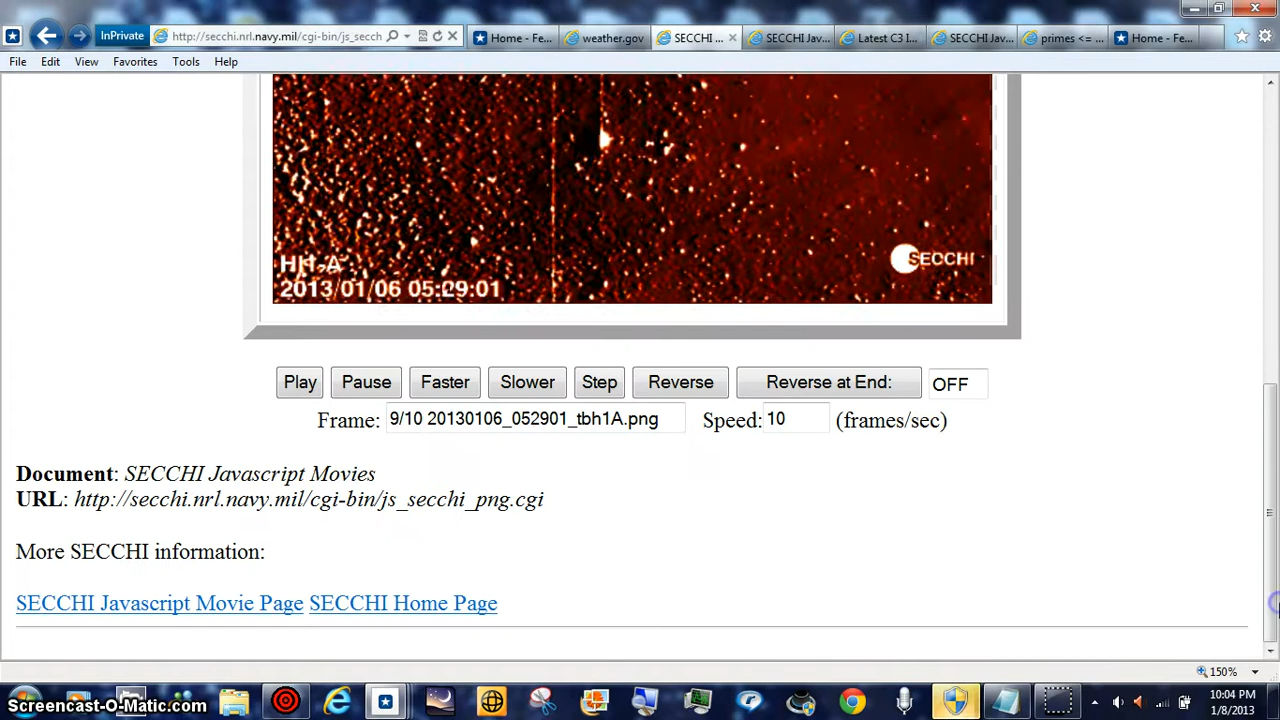 InPrivate
http://secchi.nrl.navy.mil/cgi-bin/js_secch
Home - Fe...
weather.gov
SECCHI ...
SECCHI Jav...
Latest C3 I...
SECCHI Jav...
primes <= ...
Home - Fe...
File Edit View Favorites Tools Help
HI1-A
2013/01/06 05:29:01
SECCHI
Play Pause Faster Slower Step Reverse Reverse at End: OFF
Frame: 9/10 20130106_052901_tbh1A.png Speed: 10 (frames/sec)
Document: SECCHI Javascript Movies
URL: http://secchi.nrl.navy.mil/cgi-bin/js_secchi_png.cgi
More SECCHI information:
SECCHI Javascript Movie Page SECCHI Home Page
150%
Screencast-O-Matic.com
10:04 PM
1/8/2013